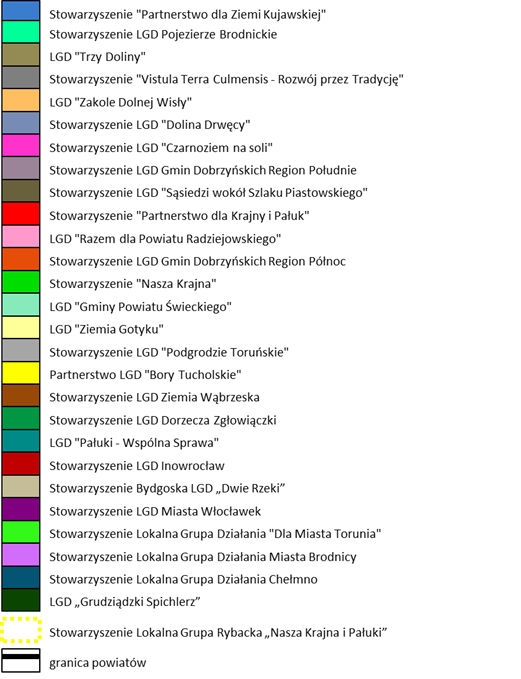 Stowarzyszenie "Partnerstwo dla Ziemi Kujawskiej"
Stowarzyszenie LGD Pojezierze Brodnickie
LGD "Trzy Doliny"
Stowarzyszenie "Vistula Terra Culmensis - Rozwój przez Tradycję"
LGD "Zakole Dolnej Wisły"
Stowarzyszenie LGD "Dolina Drwęcy"
Stowarzyszenie LGD "Czarnoziem na soli"
Stowarzyszenie LGD Gmin Dobrzyńskich Region Południe
Stowarzyszenie LGD "Sąsiedzi wokół Szlaku Piastowskiego"
Stowarzyszenie "Partnerstwo dla Krajny i Pałuk"
LGD "Razem dla Powiatu Radziejowskiego"
Stowarzyszenie LGD Gmin Dobrzyńskich Region Północ
Stowarzyszenie "Nasza Krajna"
LGD "Gminy Powiatu Świeckiego"
LGD "Ziemia Gotyku"
Stowarzyszenie LGD "Podgrodzie Toruńskie"
Partnerstwo LGD "Bory Tucholskie"
Stowarzyszenie LGD Ziemia Wąbrzeska
Stowarzyszenie LGD Dorzecza Zgłowiączki
LGD "Pałuki - Wspólna Sprawa"
Stowarzyszenie LGD Inowrocław
Stowarzyszenie Bydgoska LGD „Dwie Rzeki”
Stowarzyszenie LGD Miasta Włocławek
Stowarzyszenie Lokalna Grupa Działania "Dla Miasta Torunia"
Stowarzyszenie Lokalna Grupa Działania Miasta Brodnicy
Stowarzyszenie Lokalna Grupa Działania Chełmno
LGD „Grudziądzki Spichlerz”
Stowarzyszenie Lokalna Grupa Rybacka „Nasza Krajna i Pałuki”
granica powiatów